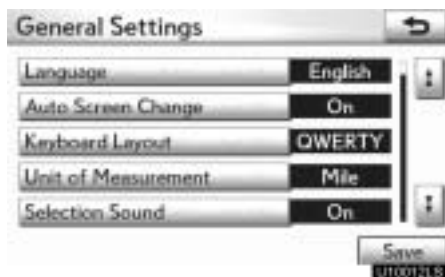 General Settings
Language English
Auto Screen Change On
Keyboard Layout QWERTY
Unit of Measurement Mile
Selection Sound On
Save